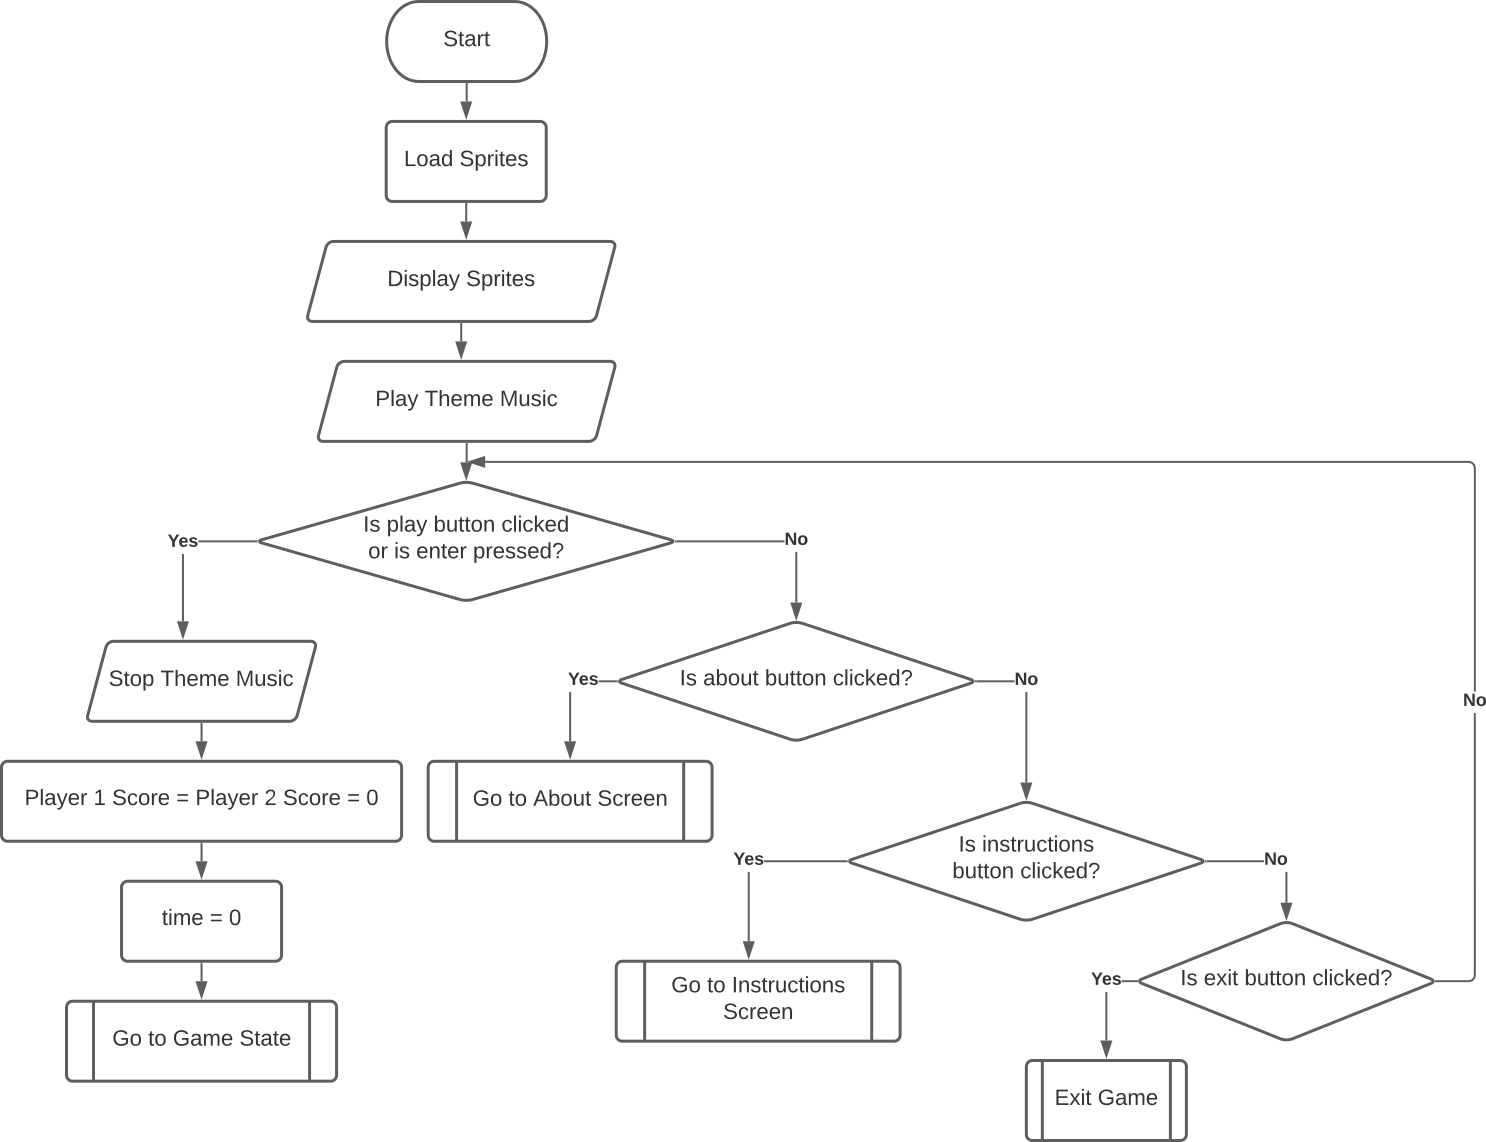 Start
Load Sprites
Display Sprites
Play Theme Music
Is play button clicked
or is enter pressed?
Yes
No
Stop Theme Music
Is about button clicked?
Yes
No
No
Player 1 Score = Player 2 Score = 0
Go to About Screen
Is instructions
button clicked?
Yes
No
time = 0
Go to Instructions
Screen
Is exit button clicked?
Yes
Go to Game State
Exit Game